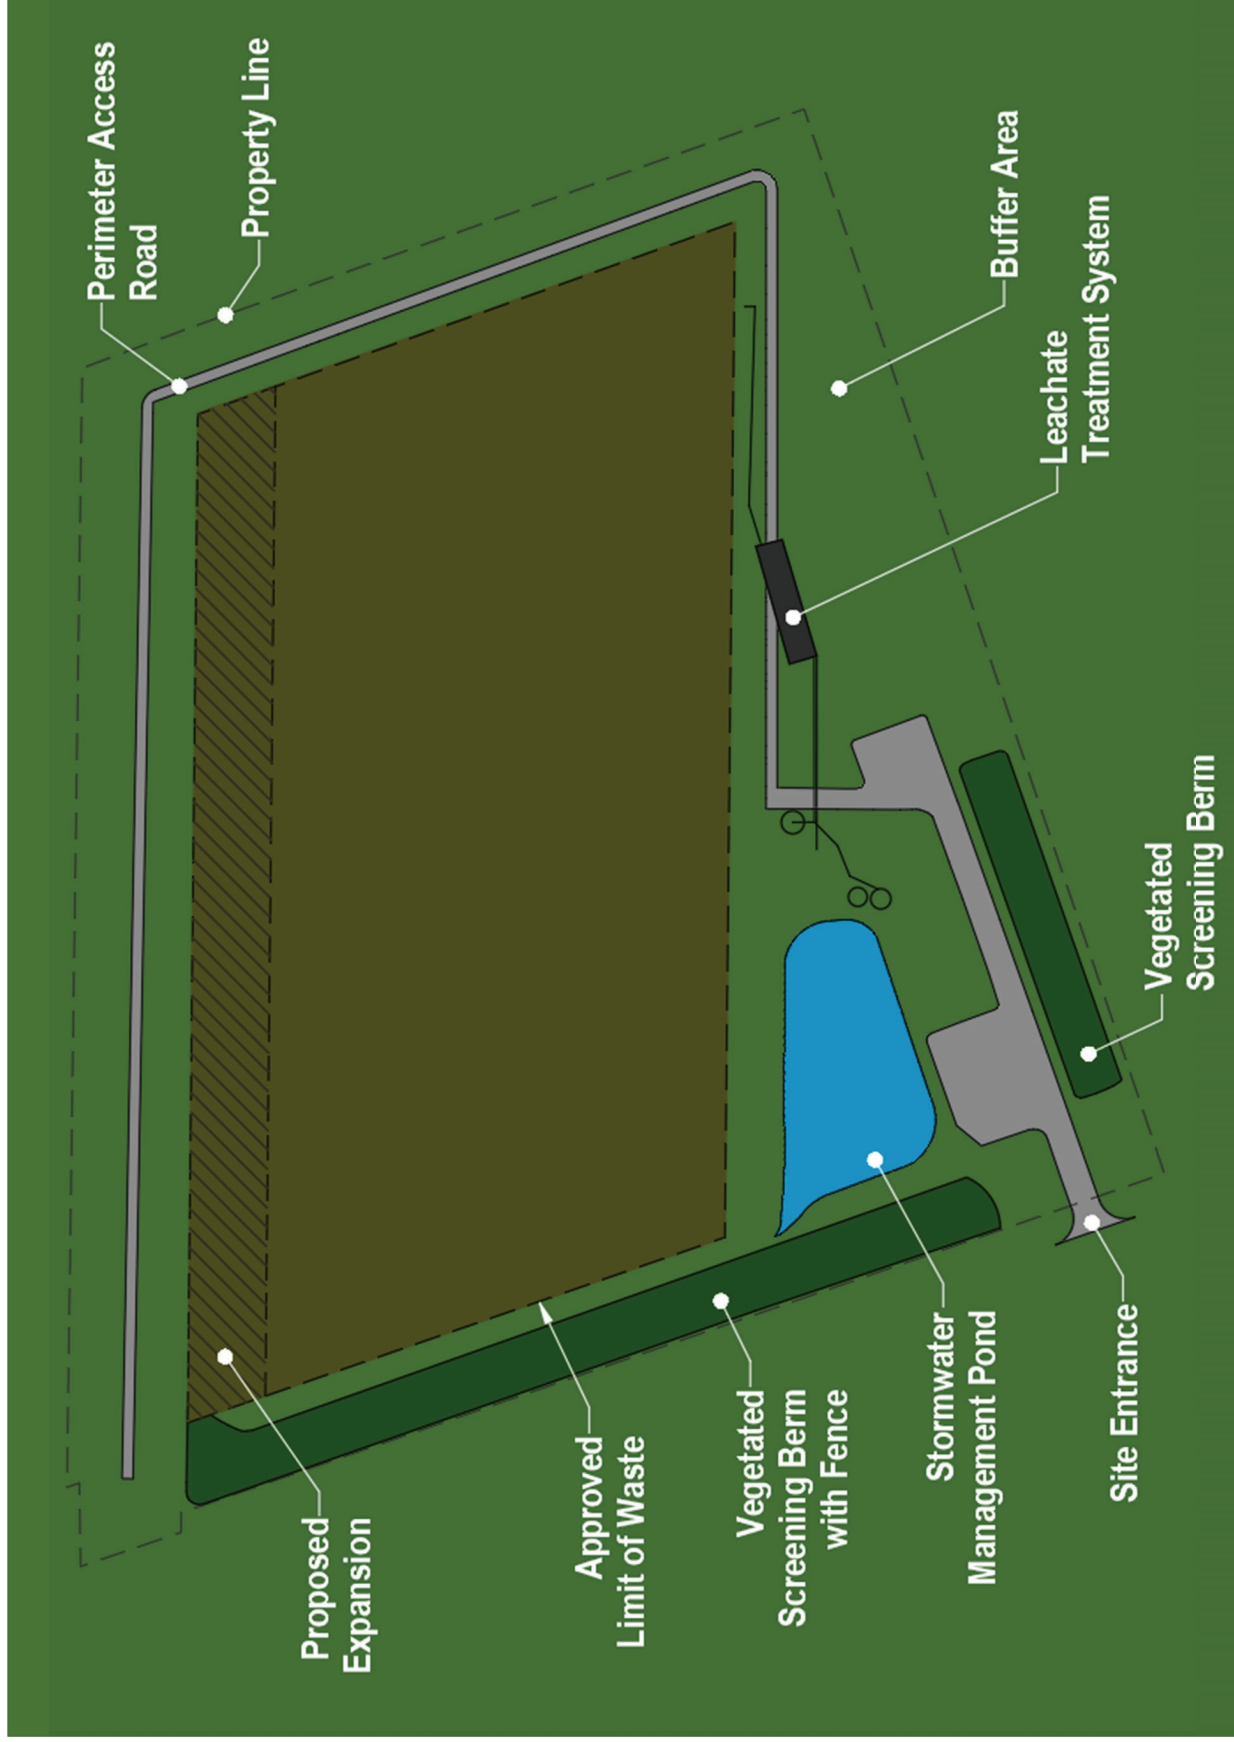 Perimeter Access
Road
Property Line
Buffer Area
Leachate
Treatment System
Vegetated
Screening Berm
Proposed
Expansion
Approved
Limit of Waste
Vegetated
Screening Berm
with Fence
Stormwater
Management Pond
Site Entrance